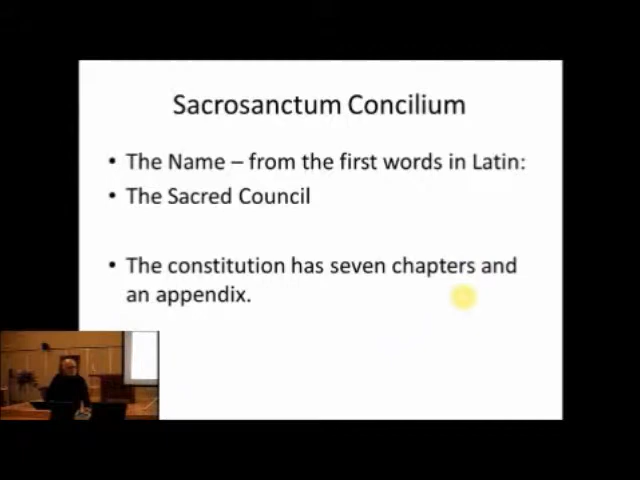 Sacrosanctum Concilium
• The Name – from the first words in Latin:
• The Sacred Council
• The constitution has seven chapters and
an appendix.